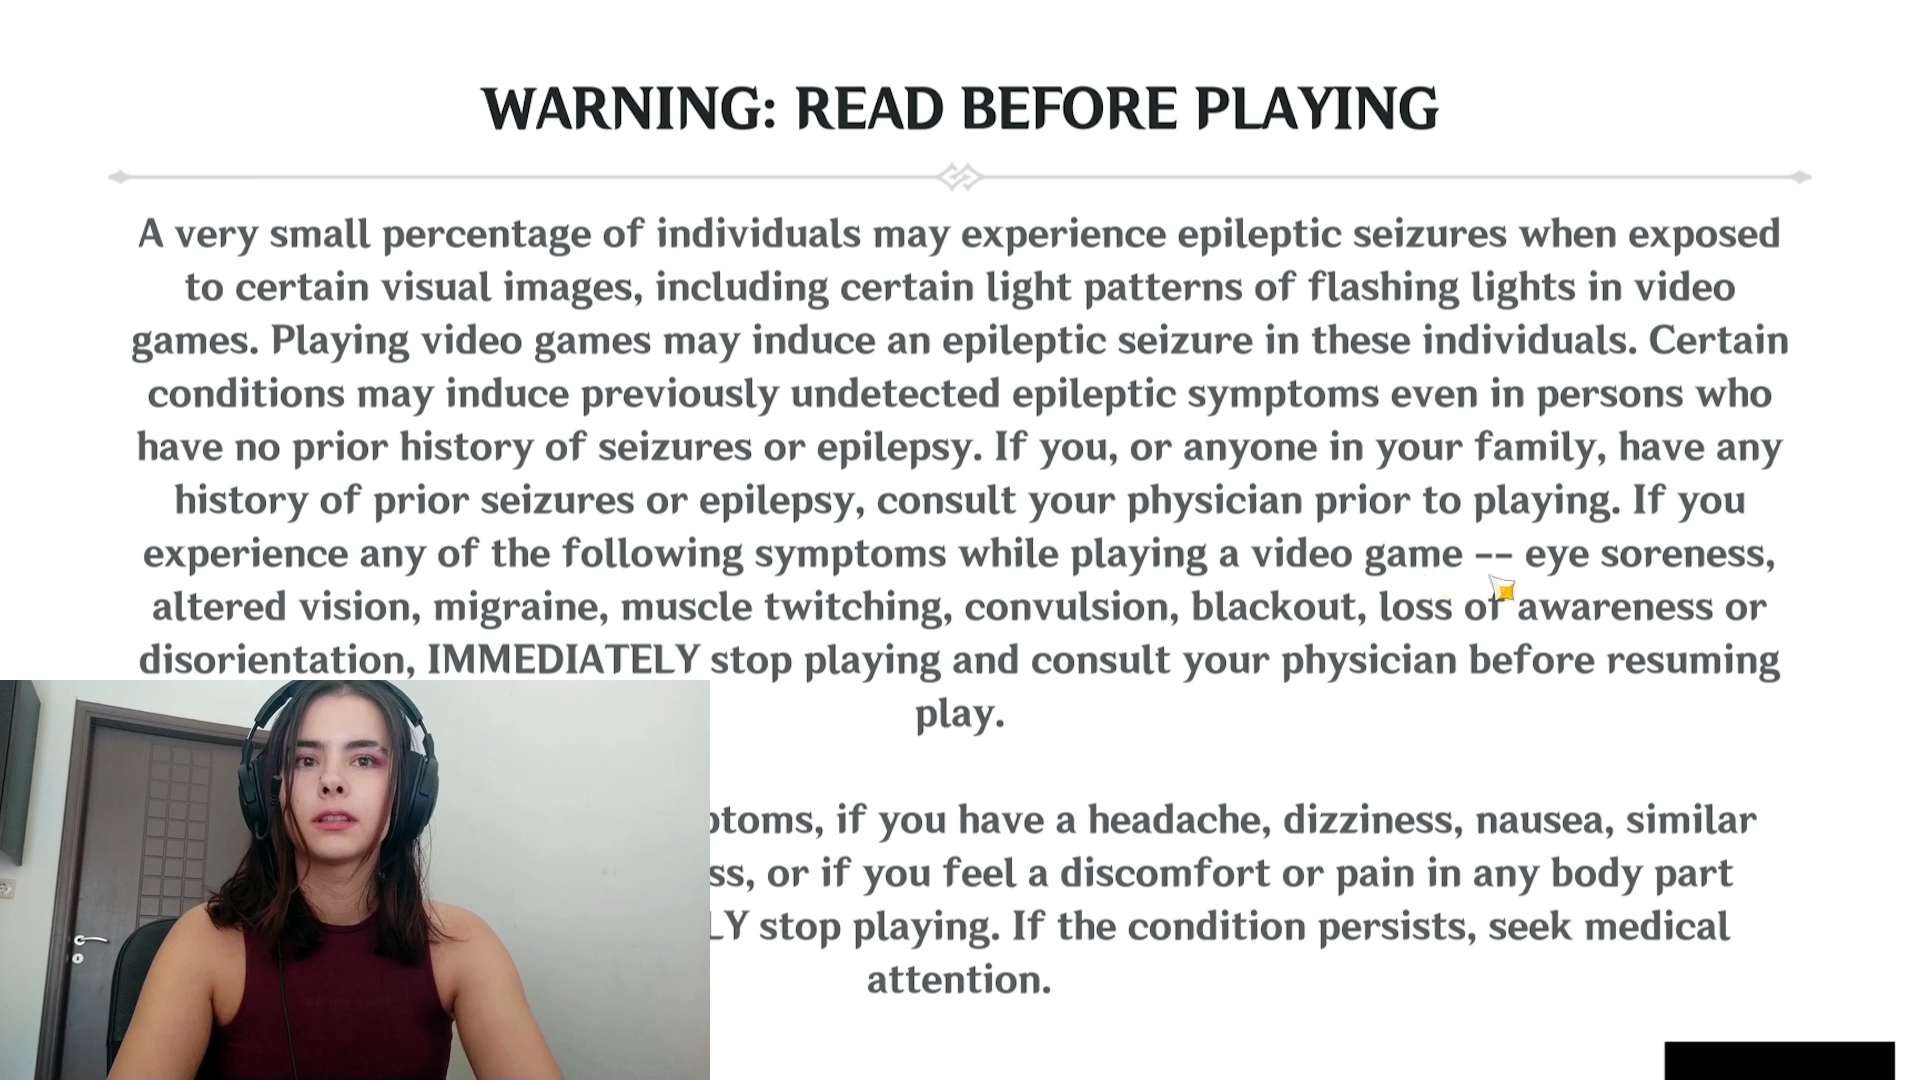 WARNING: READ BEFORE PLAYING
A very small percentage of individuals may experience epileptic seizures when exposed
to certain visual images, including certain light patterns of flashing lights in video
games. Playing video games may induce an epileptic seizure in these individuals. Certain
conditions may induce previously undetected epileptic symptoms even in persons who
have no prior history of seizures or epilepsy. If you, or anyone in your family, have any
history of prior seizures or epilepsy, consult your physician prior to playing. If you
experience any of the following symptoms while playing a video game -- eye soreness,
altered vision, migraine, muscle twitching, convulsion, blackout, loss of awareness or
disorientation, IMMEDIATELY stop playing and consult your physician before resuming
play.
if you have a headache, dizziness, nausea, similar
or if you feel a discomfort or pain in any body part
stop playing. If the condition persists, seek medical
attention.